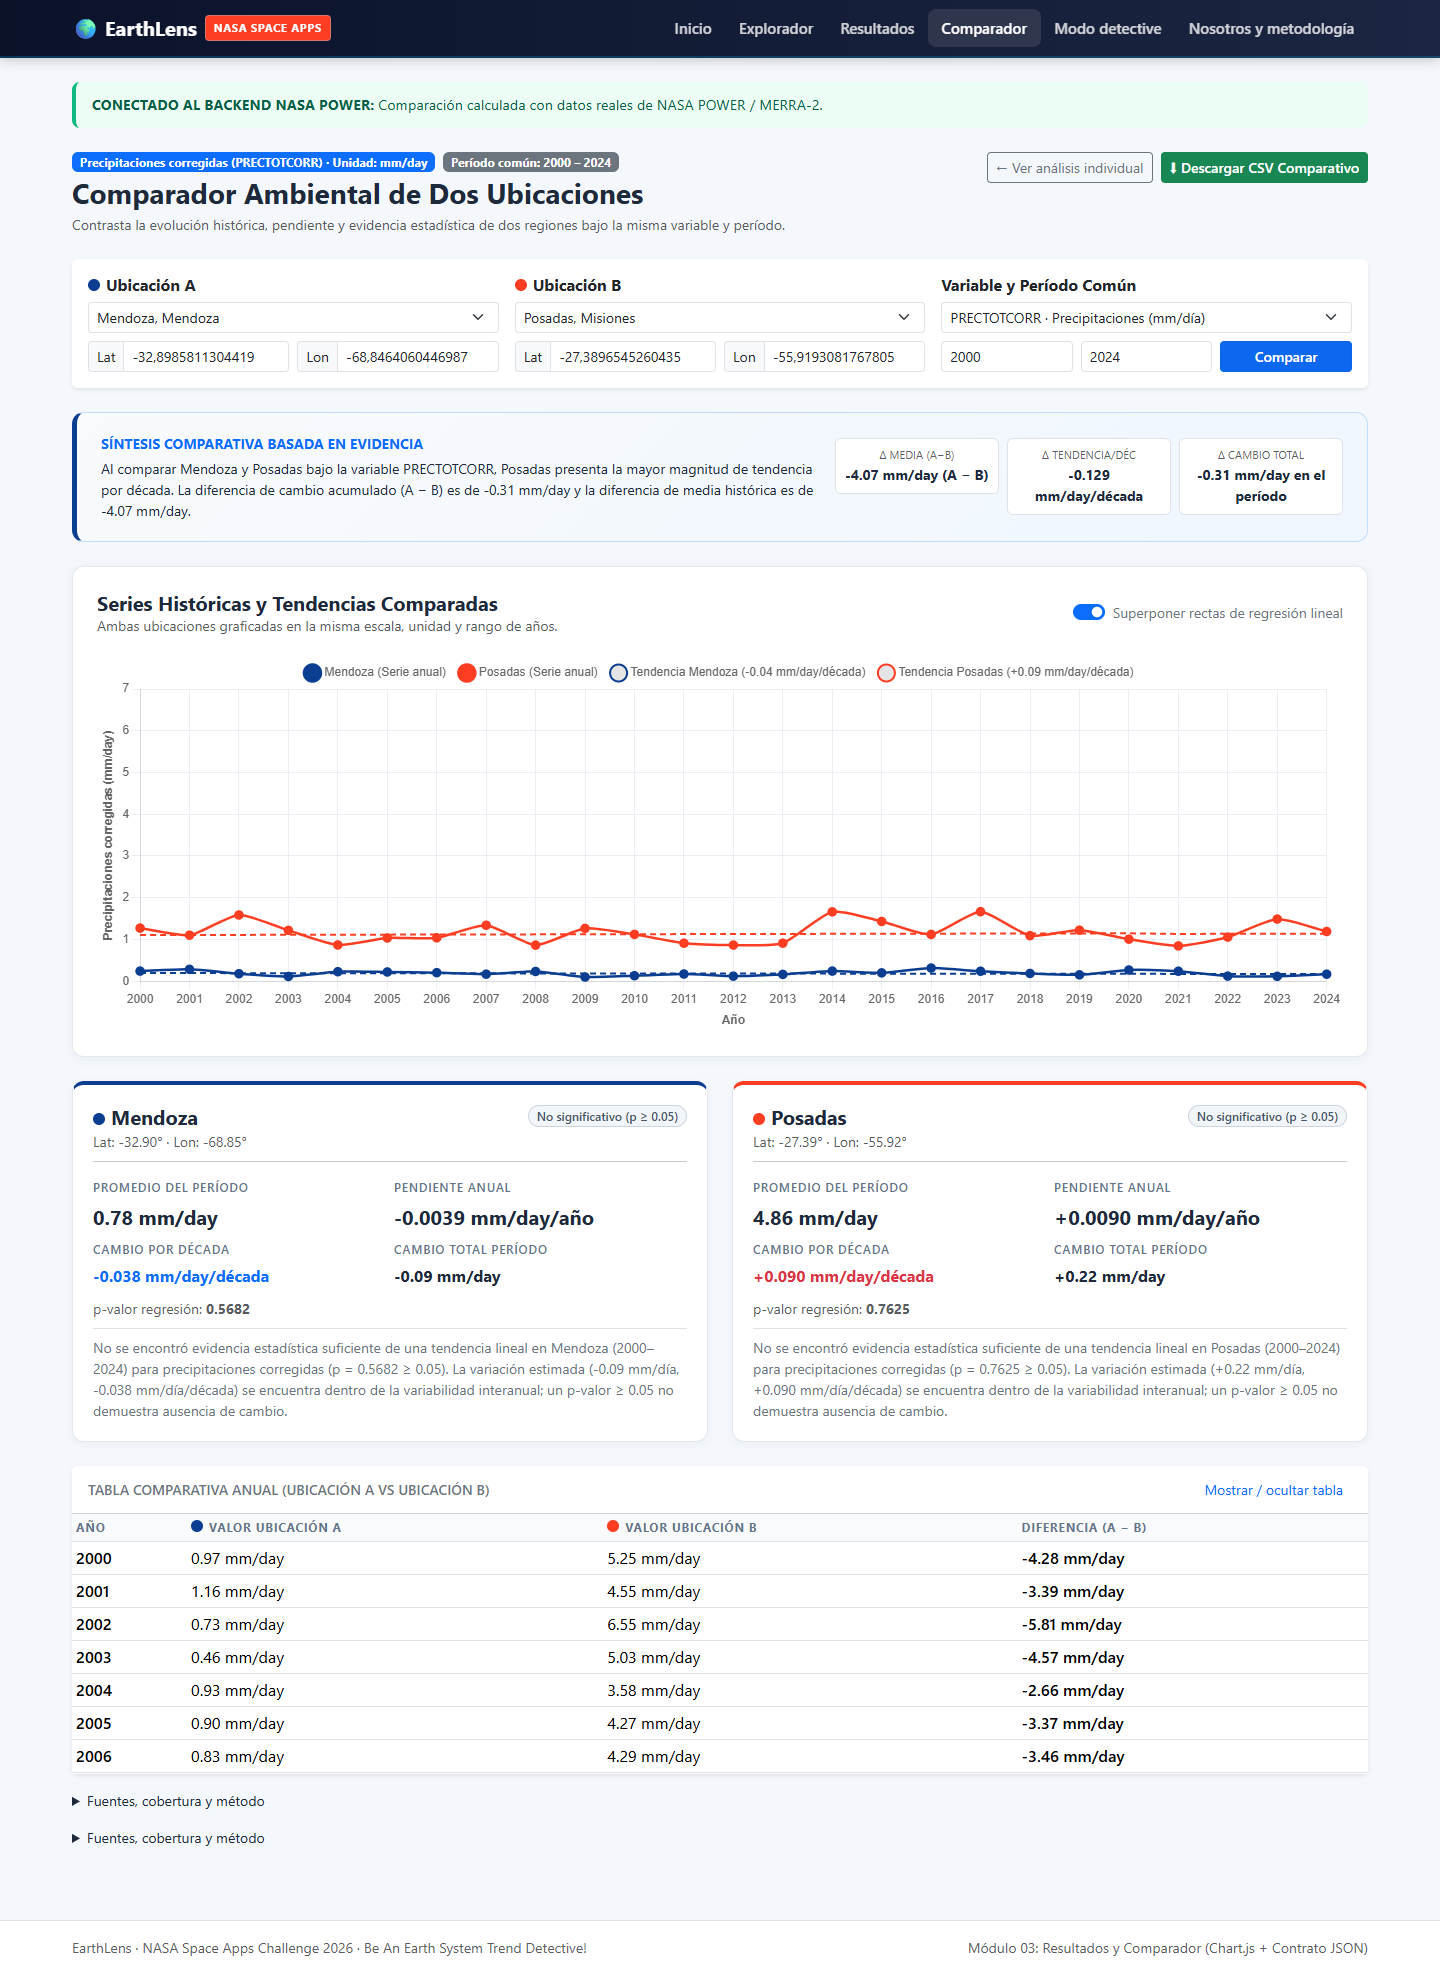 EarthLens NASA SPACE APPS Inicio Explorador Resultados Comparador Modo detective Nosotros y metodología
CONECTADO AL BACKEND NASA POWER: Comparación calculada con datos reales de NASA POWER / MERRA-2.
Precipitaciones corregidas (PRECTOTCORR) · Unidad: mm/day Período común: 2000 – 2024
← Ver análisis individual ⬇ Descargar CSV Comparativo
Comparador Ambiental de Dos Ubicaciones
Contrasta la evolución histórica, pendiente y evidencia estadística de dos regiones bajo la misma variable y período.
Ubicación A
Mendoza, Mendoza
Lat -32,8985811304419 Lon -68,8464060446987
Ubicación B
Posadas, Misiones
Lat -27,3896545260435 Lon -55,9193081767805
Variable y Período Común
PRECTOTCORR · Precipitaciones (mm/día)
2000 2024 Comparar
SÍNTESIS COMPARATIVA BASADA EN EVIDENCIA
Al comparar Mendoza y Posadas bajo la variable PRECTOTCORR, Posadas presenta la mayor magnitud de tendencia
por década. La diferencia de cambio acumulado (A − B) es de -0.31 mm/day y la diferencia de media histórica es de
-4.07 mm/day.
Δ MEDIA (A−B)
-4.07 mm/day (A − B)
Δ TENDENCIA/DÉC
-0.129
mm/day/década
Δ CAMBIO TOTAL
-0.31 mm/day en el
período
Series Históricas y Tendencias Comparadas
Ambas ubicaciones graficadas en la misma escala, unidad y rango de años.
Superponer rectas de regresión lineal
Mendoza (Serie anual) Posadas (Serie anual) Tendencia Mendoza (-0.04 mm/day/década) Tendencia Posadas (+0.09 mm/day/década)
Precipitaciones corregidas (mm/day)
7
6
5
4
3
2
1
0
2000 2001 2002 2003 2004 2005 2006 2007 2008 2009 2010 2011 2012 2013 2014 2015 2016 2017 2018 2019 2020 2021 2022 2023 2024
Año
Mendoza No significativo (p ≥ 0.05)
Lat: -32.90° · Lon: -68.85°
PROMEDIO DEL PERÍODO PENDIENTE ANUAL
0.78 mm/day -0.0039 mm/day/año
CAMBIO POR DÉCADA CAMBIO TOTAL PERÍODO
-0.038 mm/day/década -0.09 mm/day
p-valor regresión: 0.5682
No se encontró evidencia estadística suficiente de una tendencia lineal en Mendoza (2000–
2024) para precipitaciones corregidas (p = 0.5682 ≥ 0.05). La variación estimada (-0.09 mm/día,
-0.038 mm/día/década) se encuentra dentro de la variabilidad interanual; un p-valor ≥ 0.05 no
demuestra ausencia de cambio.
Posadas No significativo (p ≥ 0.05)
Lat: -27.39° · Lon: -55.92°
PROMEDIO DEL PERÍODO PENDIENTE ANUAL
4.86 mm/day +0.0090 mm/day/año
CAMBIO POR DÉCADA CAMBIO TOTAL PERÍODO
+0.090 mm/day/década +0.22 mm/day
p-valor regresión: 0.7625
No se encontró evidencia estadística suficiente de una tendencia lineal en Posadas (2000–2024)
para precipitaciones corregidas (p = 0.7625 ≥ 0.05). La variación estimada (+0.22 mm/día,
+0.090 mm/día/década) se encuentra dentro de la variabilidad interanual; un p-valor ≥ 0.05 no
demuestra ausencia de cambio.
TABLA COMPARATIVA ANUAL (UBICACIÓN A VS UBICACIÓN B) Mostrar / ocultar tabla
AÑO VALOR UBICACIÓN A VALOR UBICACIÓN B DIFERENCIA (A − B)
2000 0.97 mm/day 5.25 mm/day -4.28 mm/day
2001 1.16 mm/day 4.55 mm/day -3.39 mm/day
2002 0.73 mm/day 6.55 mm/day -5.81 mm/day
2003 0.46 mm/day 5.03 mm/day -4.57 mm/day
2004 0.93 mm/day 3.58 mm/day -2.66 mm/day
2005 0.90 mm/day 4.27 mm/day -3.37 mm/day
2006 0.83 mm/day 4.29 mm/day -3.46 mm/day
▶ Fuentes, cobertura y método
▶ Fuentes, cobertura y método
EarthLens · NASA Space Apps Challenge 2026 · Be An Earth System Trend Detective! Módulo 03: Resultados y Comparador (Chart.js + Contrato JSON)